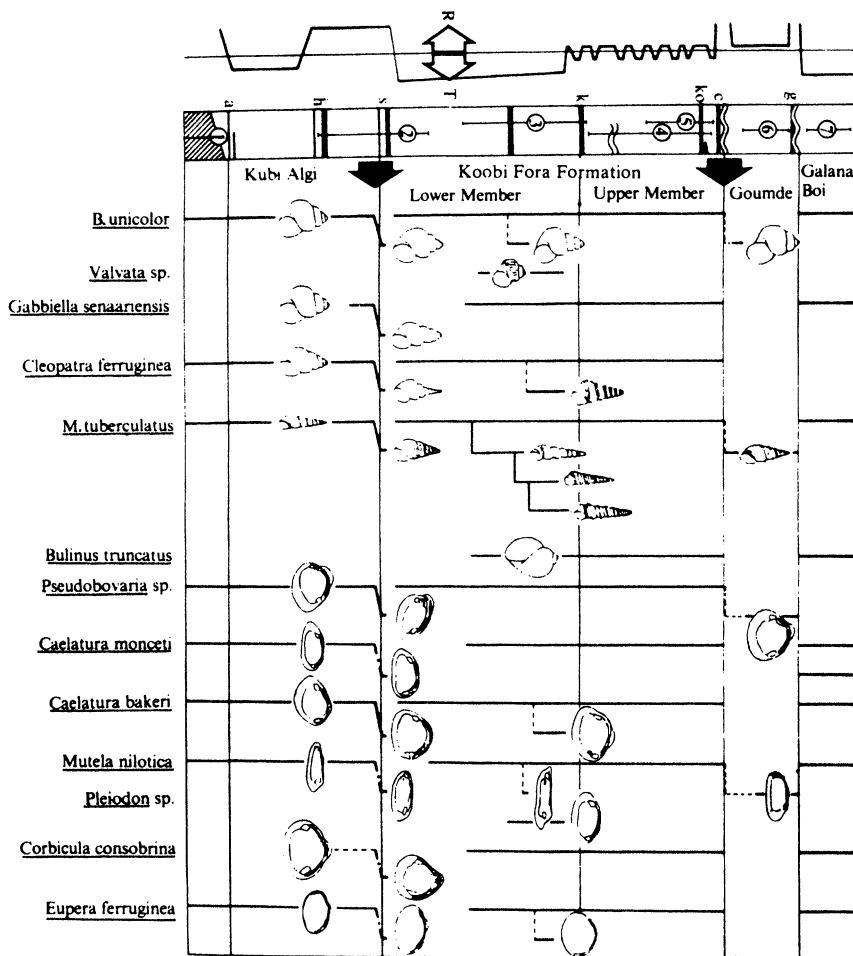 R
T
a h s k ko c g
1 2 3 4 5 6 7
Kubi Algi
Koobi Fora Formation
Lower Member
Upper Member
Goumde
Galana
Boi
B. unicolor
Valvata sp.
Gabbiella senaariensis
Cleopatra ferruginea
M. tuberculatus
Bulinus truncatus
Pseudobovaria sp.
Caelatura monceti
Caelatura bakeri
Mutela nilotica
Pleiodon sp.
Corbicula consobrina
Eupera ferruginea